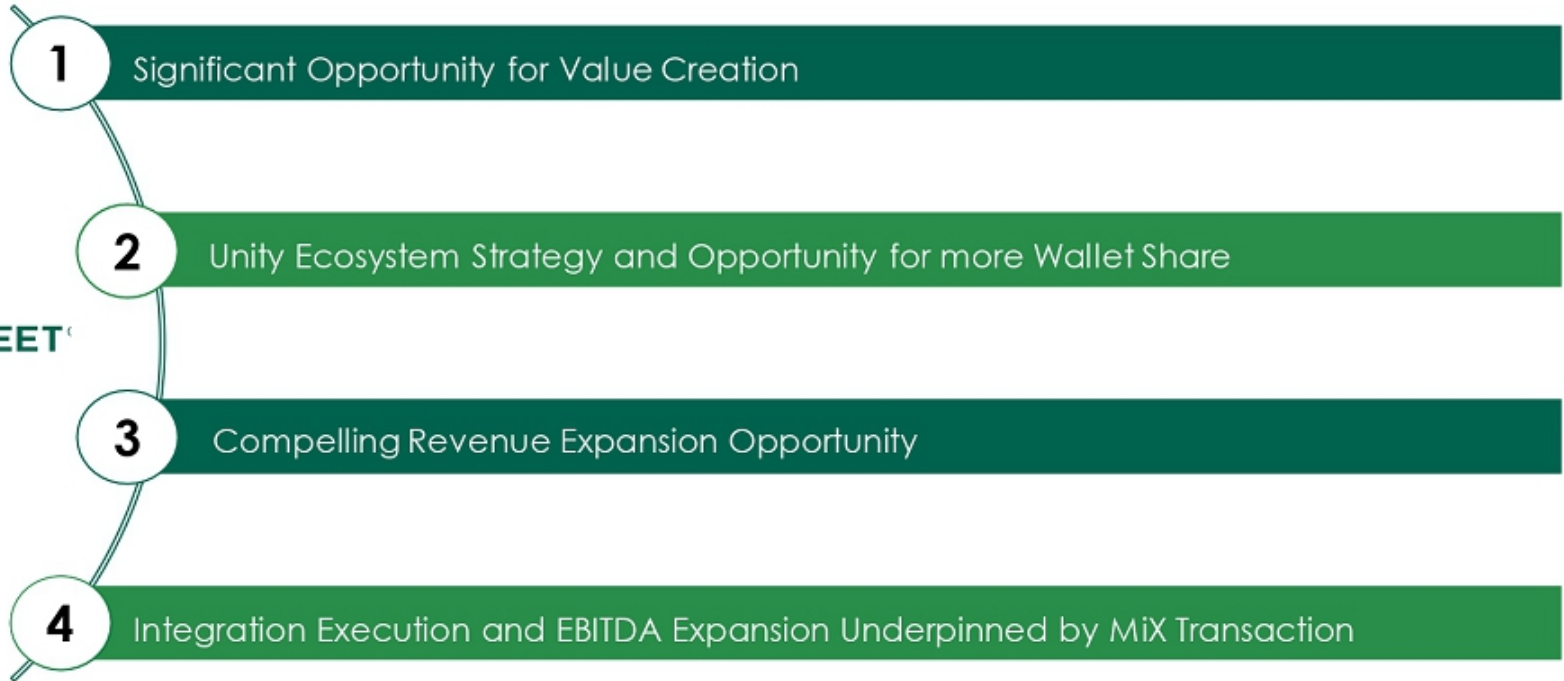 1
Significant Opportunity for Value Creation
2
Unity Ecosystem Strategy and Opportunity for more Wallet Share
EET
3
Compelling Revenue Expansion Opportunity
4
Integration Execution and EBITDA Expansion Underpinned by MiX Transaction